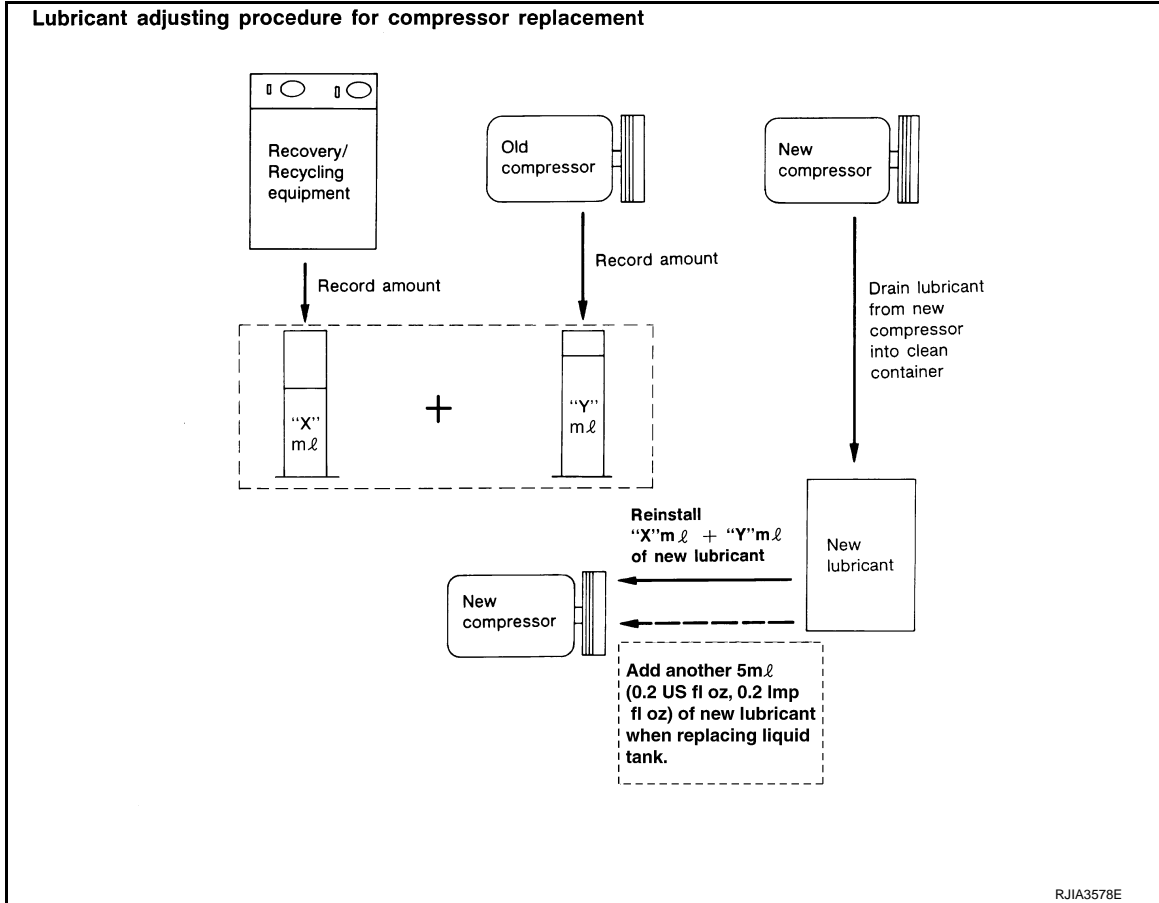 Lubricant adjusting procedure for compressor replacement
Recovery/
Recycling
equipment
Old
compressor
New
compressor
Record amount
Record amount
Drain lubricant
from new
compressor
into clean
container
“X”
mℓ
+
“Y”
mℓ
Reinstall
“X”mℓ + “Y”mℓ
of new lubricant
New
lubricant
New
compressor
Add another 5mℓ
(0.2 US fl oz, 0.2 Imp
fl oz) of new lubricant
when replacing liquid
tank.
RJIA3578E